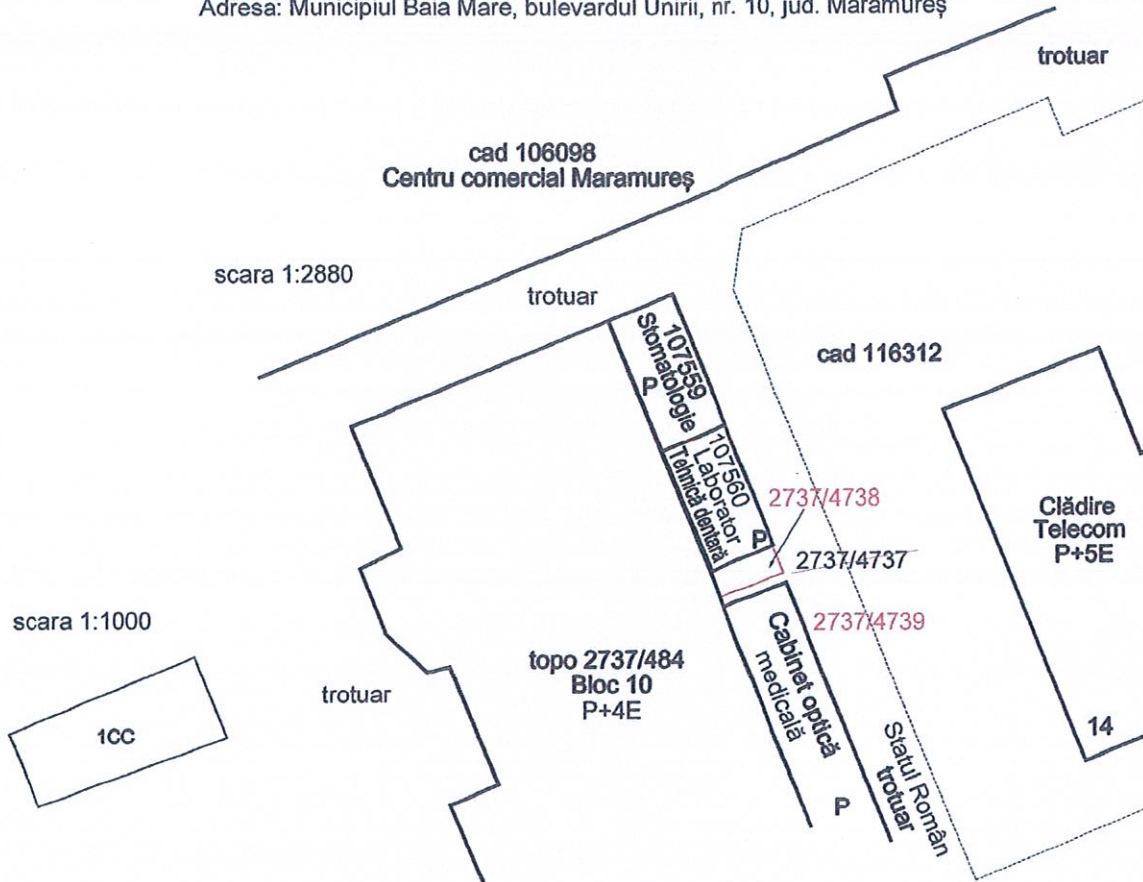 Adresa: Municipiul Baia Mare, bulevardul Unirii, nr. 10, jud. Maramureș
trotuar
cad 106098
Centru comercial Maramureș
scara 1:2880
trotuar
107559
Stomatologie
P
cad 116312
107560
Laborator
Tehnică dentară
P
2737/4738
2737/4737
2737/4739
Clădire
Telecom
P+5E
scara 1:1000
1CC
trotuar
topo 2737/484
Bloc 10
P+4E
Cabinet optică
medicală
P
Statul Român
trotuar
14